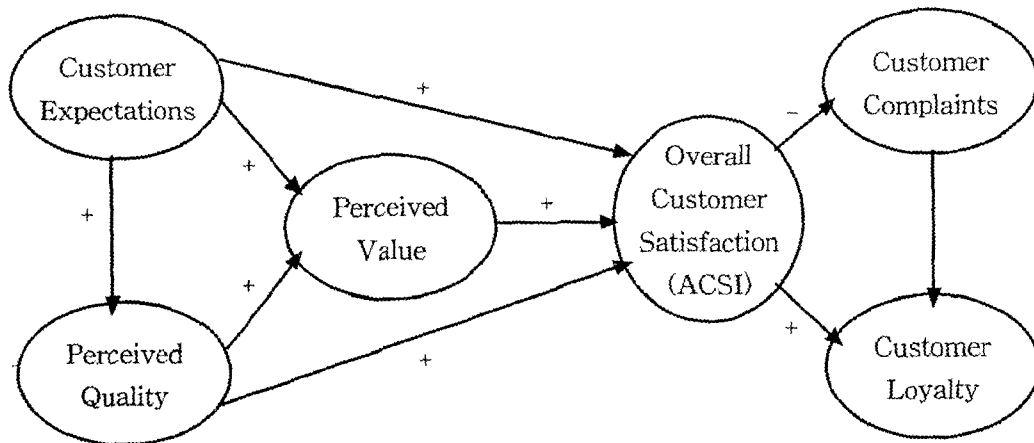 Customer
Expectations
Customer
Complaints
+
-
+
+
Perceived
Value
+
Overall
Customer
Satisfaction
(ACSI)
+
+
+
Perceived
Quality
Customer
Loyalty